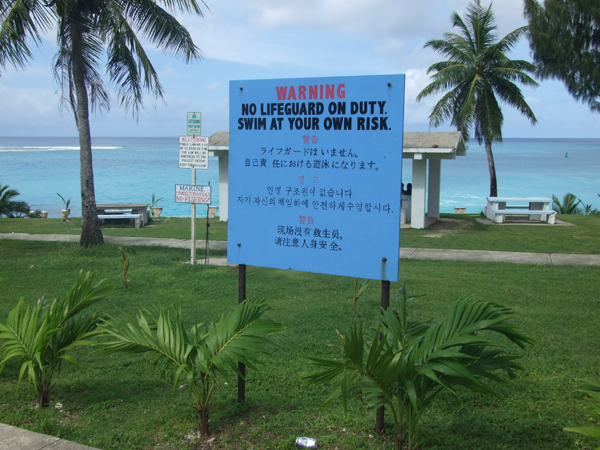 WARNING
NO LIFEGUARD ON DUTY.
SWIM AT YOUR OWN RISK.
警告
ライフガードは いません。
自己責 任における遊泳になります。
경 고
인명 구조원이 없습니다
자기 자신의 책임하에 안전하게수영합시다.
警告
现场没有救生员,
请注意人身安全。
MARINE
NO FISHING!